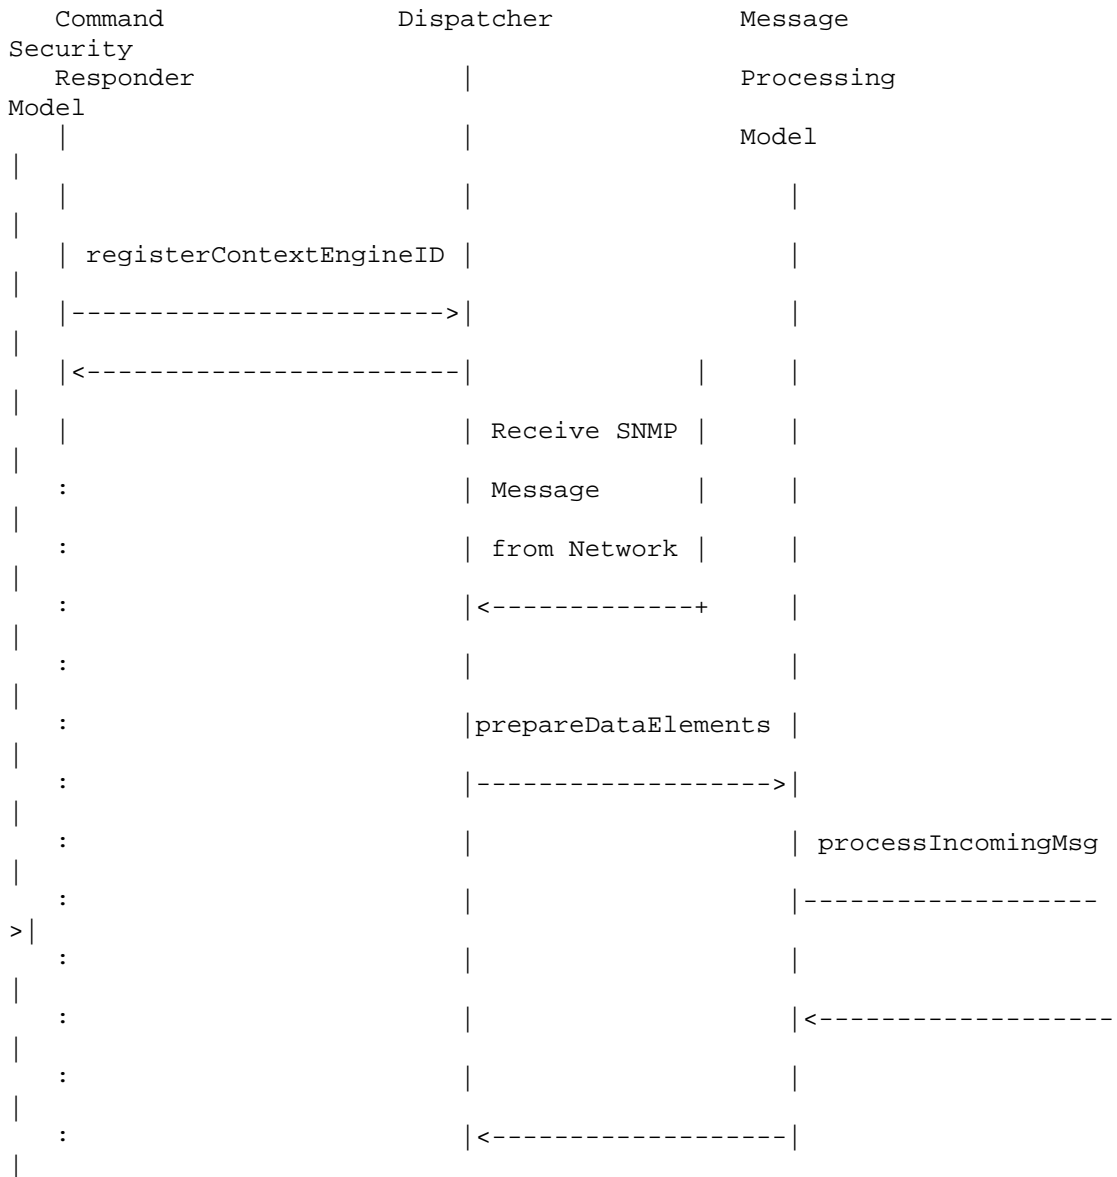 Command Dispatcher Message
Security
Responder | Processing
Model
| | Model
|
| | |
|
| registerContextEngineID | |
|
|------------------------>| |
|
|<------------------------| | |
|
| | Receive SNMP | |
|
: | Message | |
|
: | from Network | |
|
: |<-------------+ |
|
: | |
|
: |prepareDataElements |
|
: |------------------->|
|
: | | processIncomingMsg
|
: | |-------------------
>|
: | |
|
: | |<-------------------
|
: | |
|
: |<-------------------|
|